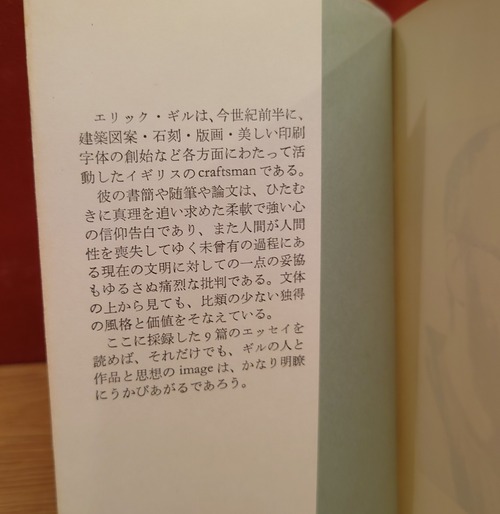 エリック・ギルは、今世紀前半に、
建築図案・石刻・版画・美しい印刷
字体の創始など各方面にわたって活
動したイギリスのcraftsmanである。
彼の書簡や随筆や論文は、ひたむ
きに真理を追い求めた柔軟で強い心
の信仰告白であり、また人間が人間
性を喪失してゆく未曾有の過程にあ
る現在の文明に対しての一点の妥協
もゆるさぬ痛烈な批判である。文体
の上から見ても、比類の少ない独得
の風格と価値をそなえている。
ここに採録した9篇のエッセイを
読めば、それだけでも、ギルの人と
作品と思想のimageは、かなり明瞭
にうかびあがるであろう。